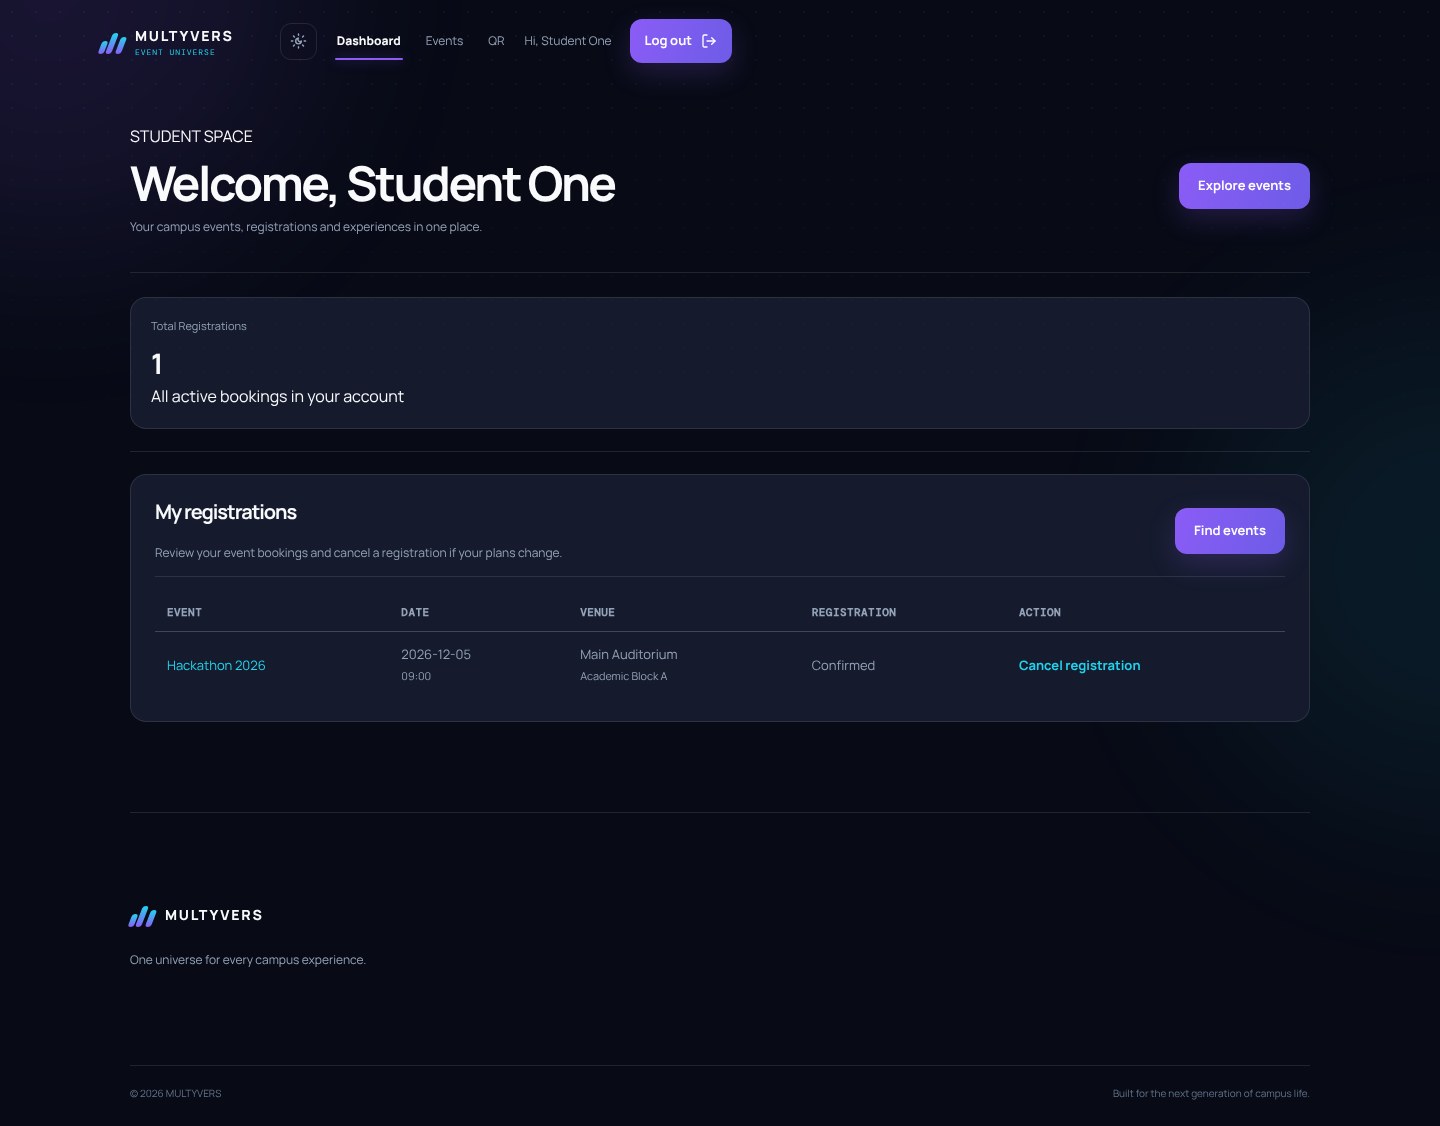 MULTYVERS
EVENT UNIVERSE
Dashboard Events QR Hi, Student One Log out
STUDENT SPACE
Welcome, Student One
Explore events
Your campus events, registrations and experiences in one place.
Total Registrations
1
All active bookings in your account
My registrations
Find events
Review your event bookings and cancel a registration if your plans change.
EVENT DATE VENUE REGISTRATION ACTION
Hackathon 2026 2026-12-05 Main Auditorium Confirmed Cancel registration
09:00 Academic Block A
MULTYVERS
One universe for every campus experience.
© 2026 MULTYVERS Built for the next generation of campus life.